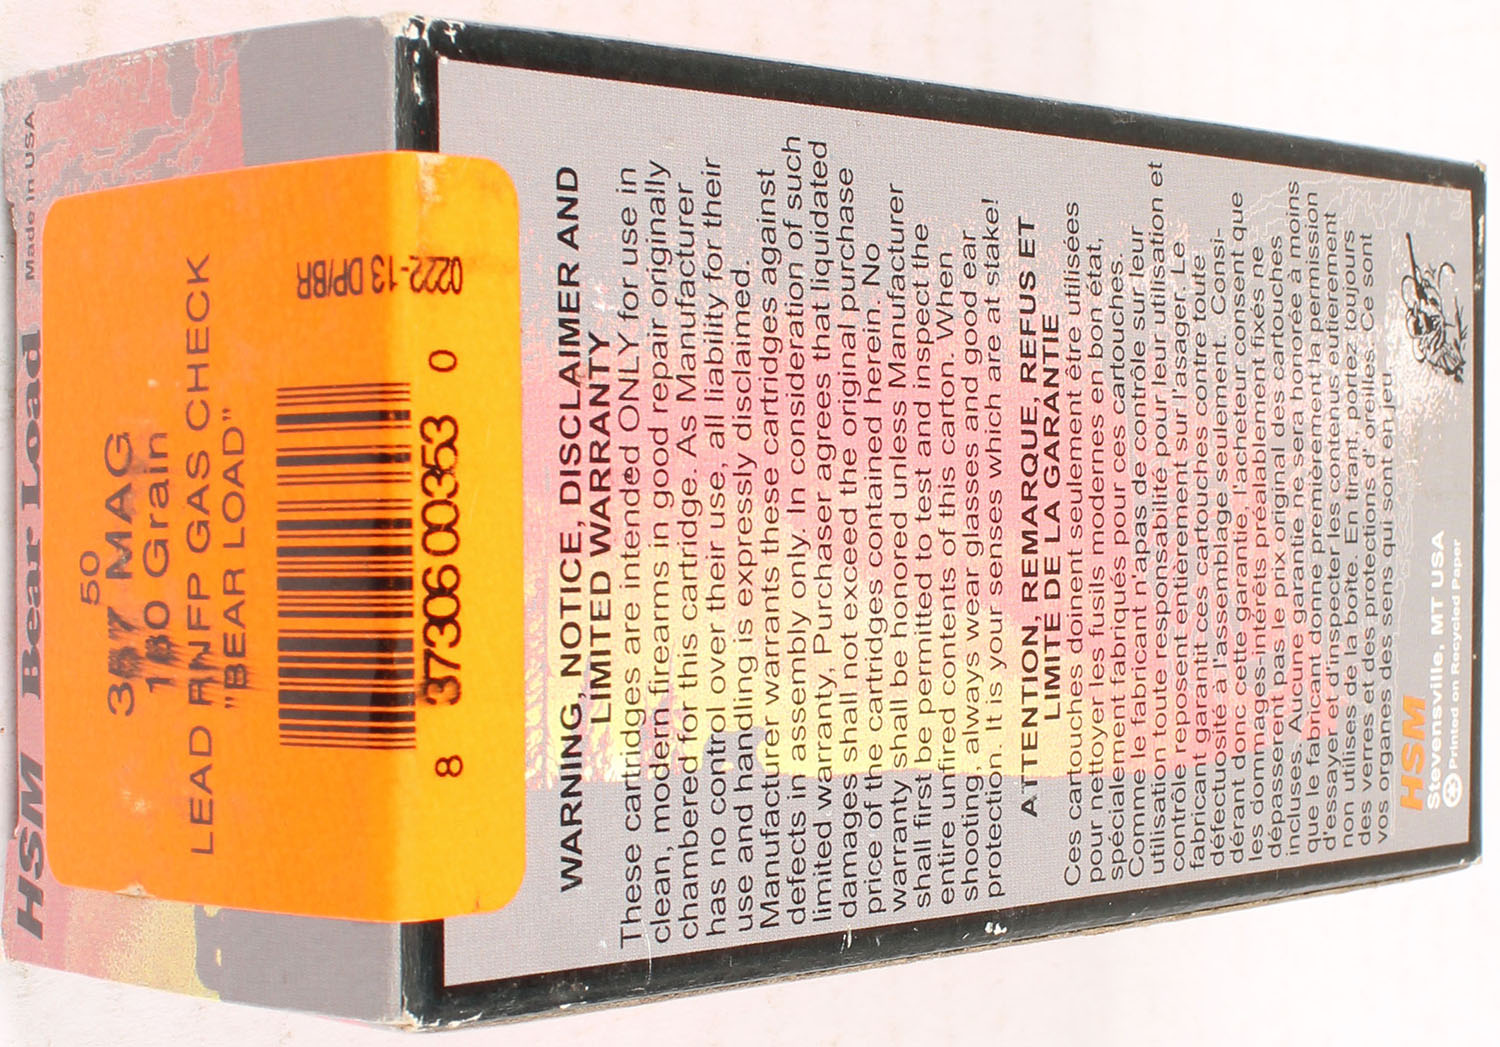 HSM Bear Load Made in USA
50
357 MAG
180 Grain
LEAD RNFP GAS CHECK
"BEAR LOAD"
0222-13 DP/BR
8 37306 00353 0
WARNING, NOTICE, DISCLAIMER AND
LIMITED WARRANTY
These cartridges are intended ONLY for use in
clean, modern firearms in good repair originally
chambered for this cartridge. As Manufacturer
has no control over their use, all liability for their
use and handling is expressly disclaimed.
Manufacturer warrants these cartridges against
defects in assembly only. In consideration of such
limited warranty, Purchaser agrees that liquidated
damages shall not exceed the original purchase
price of the cartridges contained herein. No
warranty shall be honored unless Manufacturer
shall first be permitted to test and inspect the
entire unfired contents of this carton. When
shooting, always wear glasses and good ear
protection. It is your senses which are at stake!
ATTENTION, REMARQUE, REFUS ET
LIMITE DE LA GARANTIE
Ces cartouches doinent seulement être utilisées
pour nettoyer les fusils modernes en bon état,
spécialement fabriqués pour ces cartouches.
Comme le fabricant n'apas de contrôle sur leur
utilisation toute responsabilité pour leur utilisation et
contrôle reposent entièrement sur l'asager. Le
fabricant garantit ces cartouches contre toute
défectuosité a l'assemblage seulement. Consi-
dérant donc cette garantie, l'acheteur consent que
les dommages-intérêts préalablement fixés ne
dépasserent pas le prix original des cartouches
incluses. Aucune garantie ne sera honorée à moins
que le fabricant donne premièrement la permission
d'essayer et d'inspecter les contenus eutierement
non utilises de la boîte. En tirant, portez toujours
des verres et des protections d' oreilles. Ce sont
vos organes des sens qui sont en jeu
HSM
Stevensville, MT USA
Printed on Recycled Paper